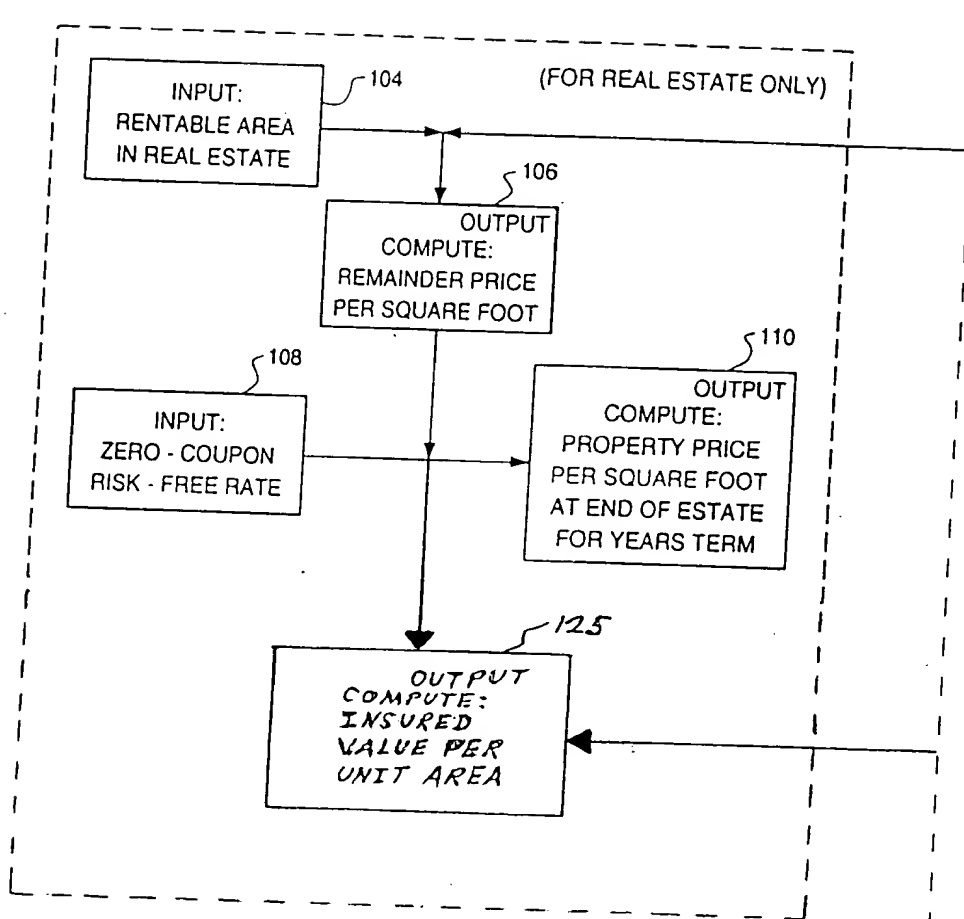 (FOR REAL ESTATE ONLY)
104
INPUT:
RENTABLE AREA
IN REAL ESTATE
106
OUTPUT
COMPUTE:
REMAINDER PRICE
PER SQUARE FOOT
108
INPUT:
ZERO - COUPON
RISK - FREE RATE
110
OUTPUT
COMPUTE:
PROPERTY PRICE
PER SQUARE FOOT
AT END OF ESTATE
FOR YEARS TERM
125
OUTPUT
COMPUTE:
INSURED
VALUE PER
UNIT AREA